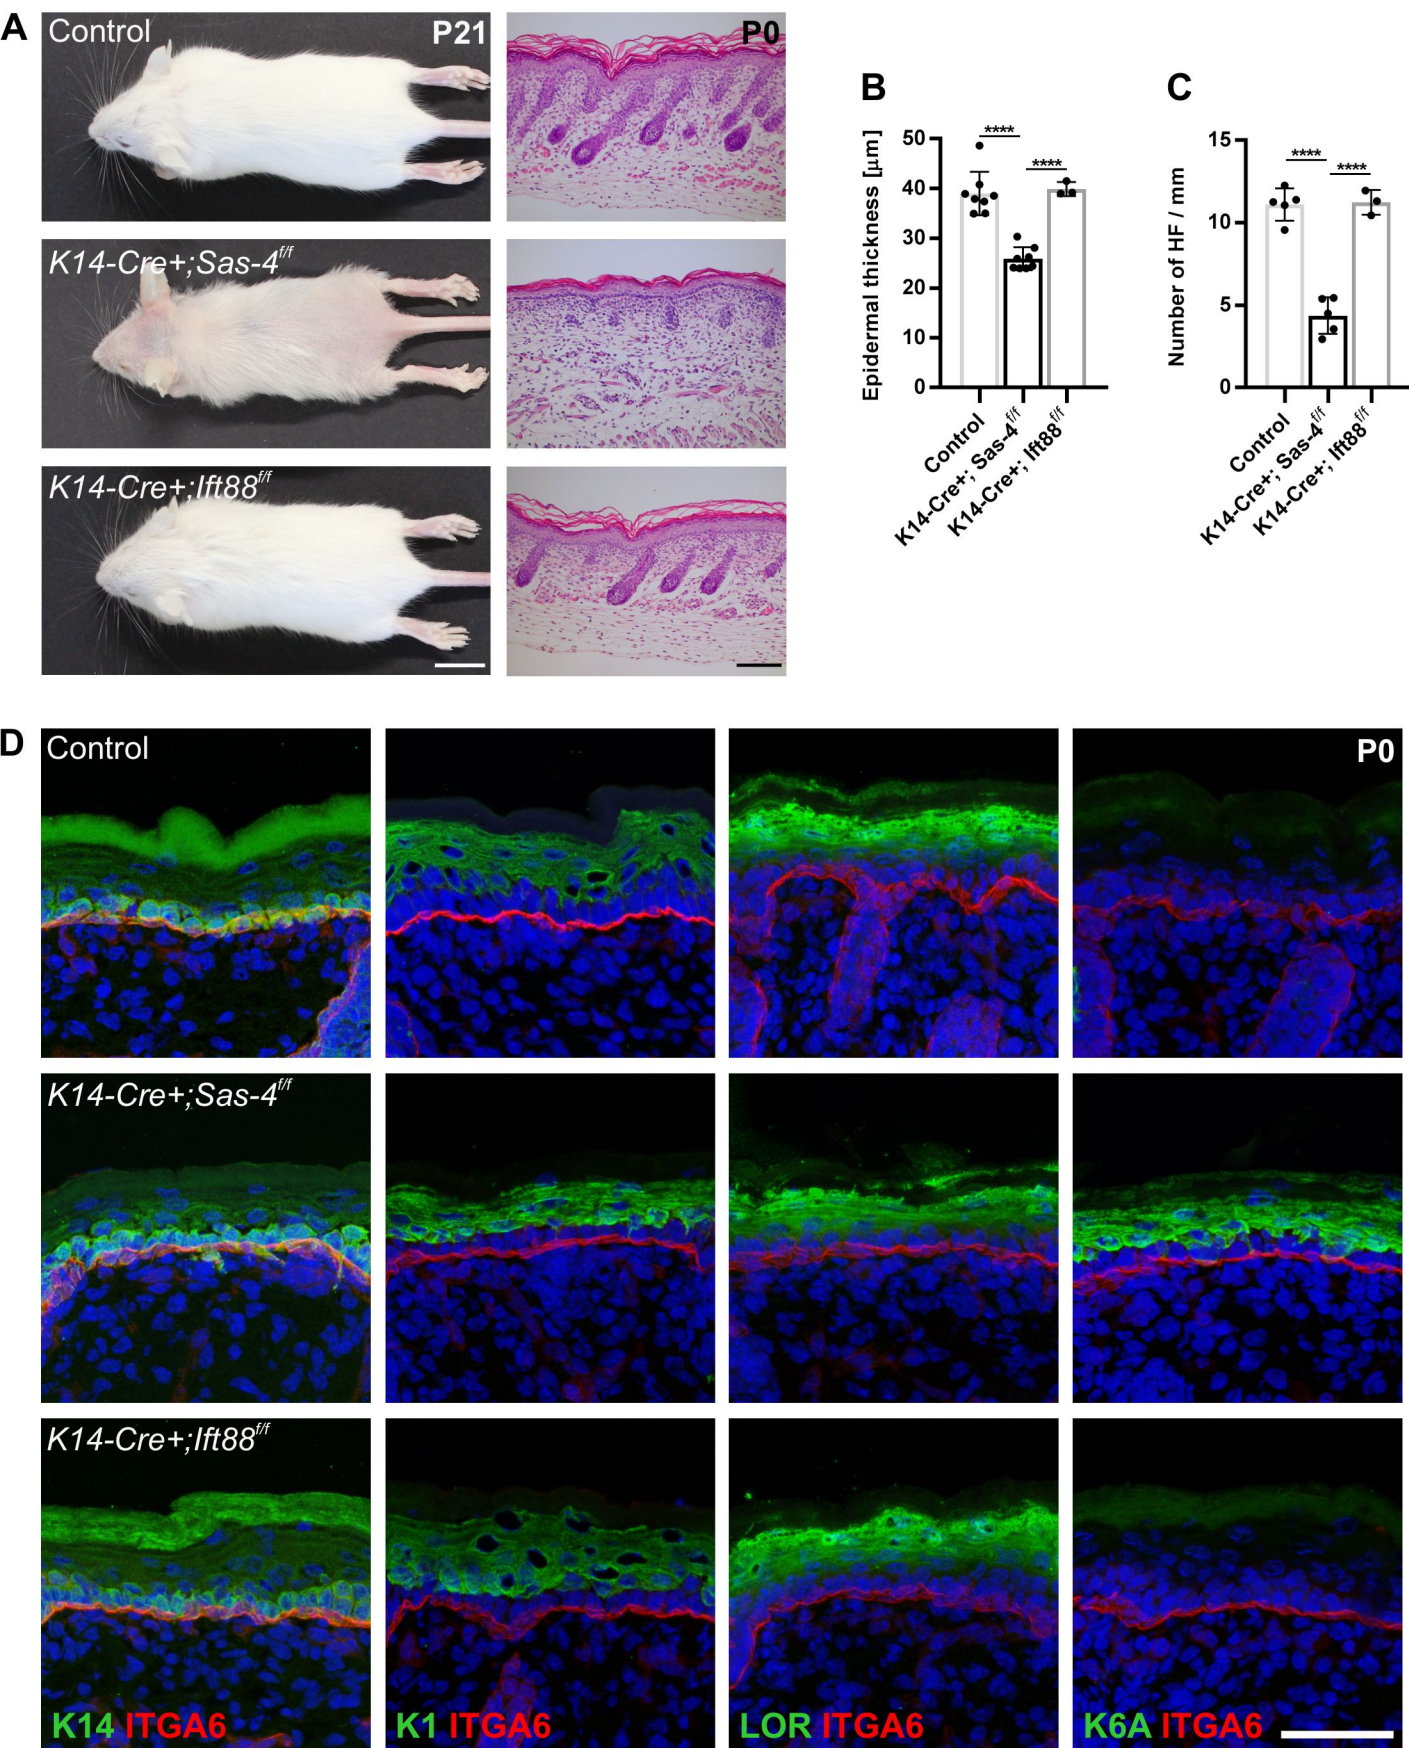 A
Control
P21
P0
K14-Cre+;Sas-4f/f
K14-Cre+;Ift88f/f
B
Epidermal thickness [μm]
50
40
30
20
10
0
****
****
Control
K14-Cre+; Sas-4f/f
K14-Cre+; Ift88f/f
C
Number of HF / mm
15
10
5
0
****
****
Control
K14-Cre+; Sas-4f/f
K14-Cre+; Ift88f/f
D
Control
P0
K14-Cre+;Sas-4f/f
K14-Cre+;Ift88f/f
K14 ITGA6
K1 ITGA6
LOR ITGA6
K6A ITGA6